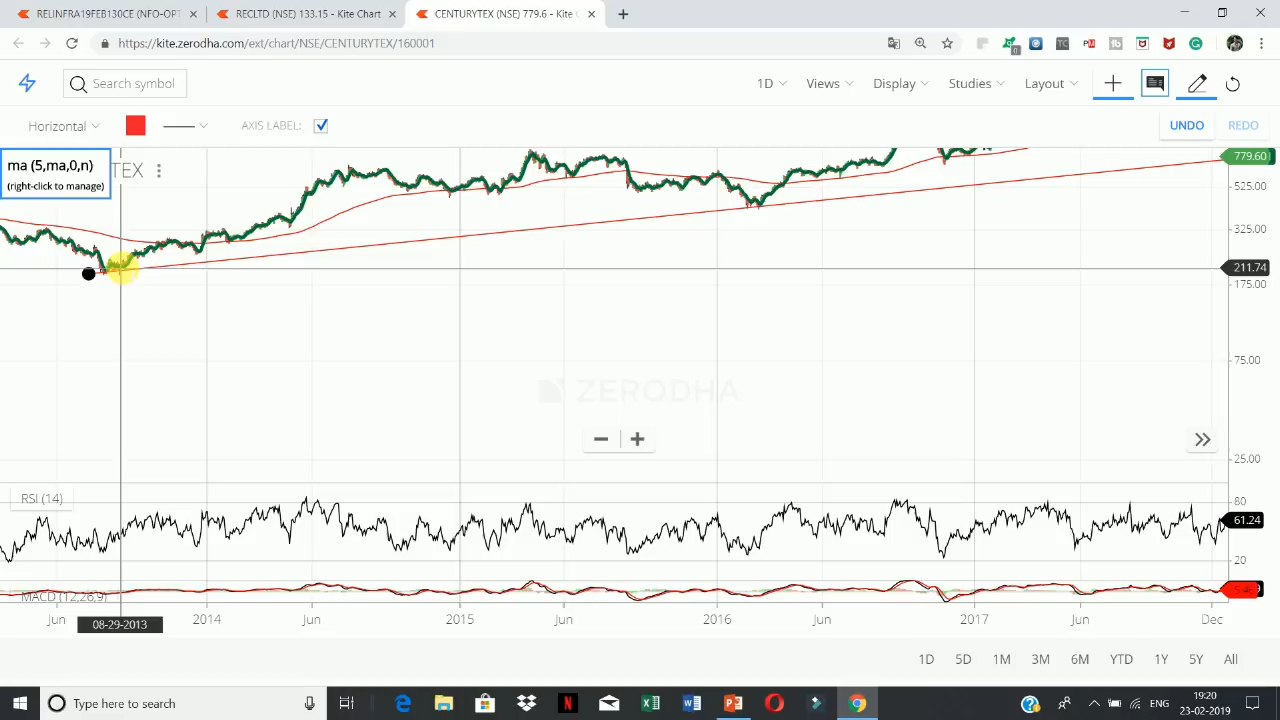 RELINFRA19FEB130CE (NFO-OPT
RECLTD (NSE) 133.15 - Kite Chart
CENTURYTEX (NSE) 779.6 - Kite C
https://kite.zerodha.com/ext/chart/NSE/CENTURYTEX/160001
Search symbol
1D
Views
Display
Studies
Layout
Horizontal
AXIS LABEL:
UNDO
REDO
ma (5,ma,0,n)
(right-click to manage)
TEX
779.60
525.00
325.00
211.74
175.00
75.00
ZERODHA
25.00
RSI (14)
80
61.24
20
MACD (12,26,9)
Jun
08-29-2013
2014
Jun
2015
Jun
2016
Jun
2017
Jun
Dec
1D
5D
1M
3M
6M
YTD
1Y
5Y
All
Type here to search
ENG
19:20
23-02-2019